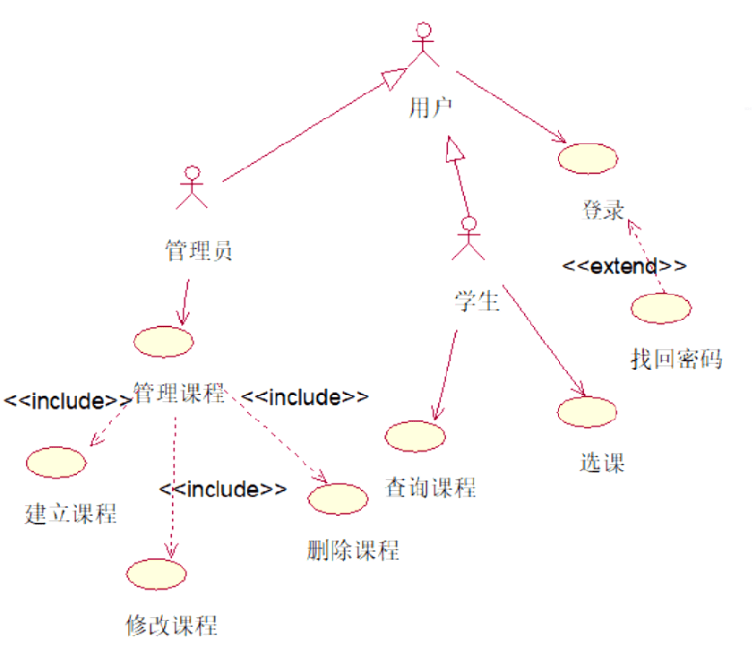 用户
登录
管理员
<<extend>>
学生
找回密码
管理课程
<<include>>
<<include>>
选课
查询课程
<<include>>
建立课程
删除课程
修改课程